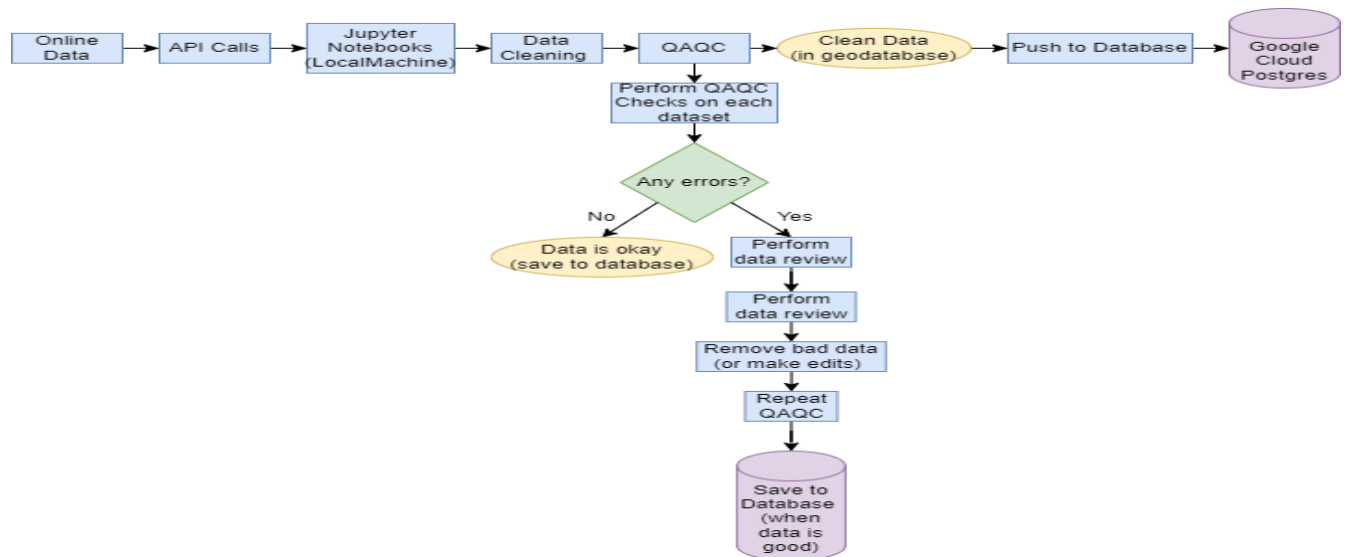 Online
Data
API Calls
Jupyter
Notebooks
(LocalMachine)
Data
Cleaning
QAQC
Clean Data
(in geodatabase)
Push to Database
Google
Cloud
Postgres
Perform QAQC
Checks on each
dataset
Any errors?
No
Yes
Data is okay
(save to database)
Perform
data review
Perform
data review
Remove bad data
(or make edits)
Repeat
QAQC
Save to
Database
(when
data is
good)